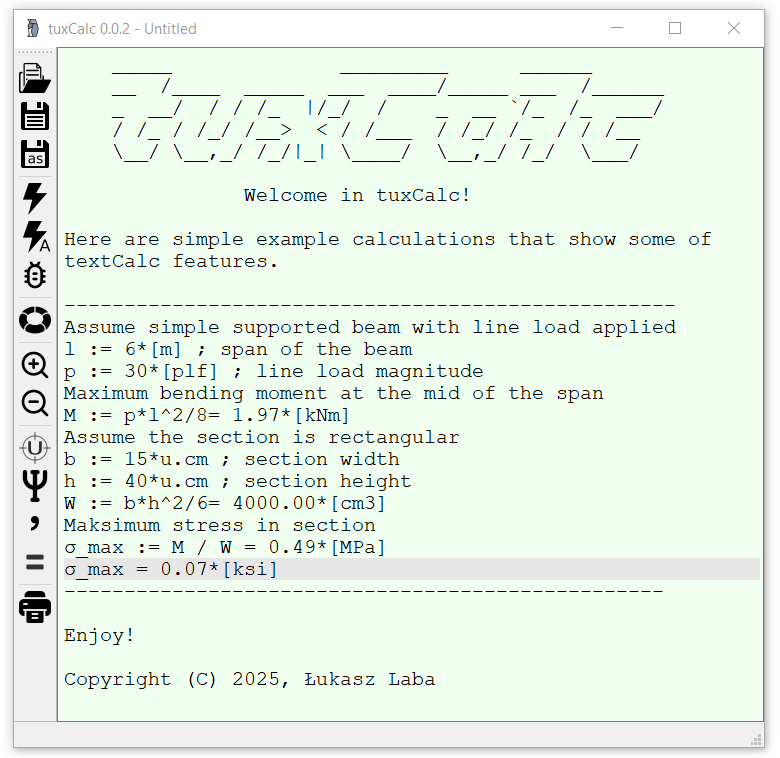 tuxCalc 0.0.2 - Untitled
tuxCalc
Welcome in tuxCalc!
Here are simple example calculations that show some of
textCalc features.
---------------------------------------------------
Assume simple supported beam with line load applied
l := 6*[m] ; span of the beam
p := 30*[plf] ; line load magnitude
Maximum bending moment at the mid of the span
M := p*l^2/8= 1.97*[kNm]
Assume the section is rectangular
b := 15*u.cm ; section width
h := 40*u.cm ; section height
W := b*h^2/6= 4000.00*[cm3]
Maksimum stress in section
σ_max := M / W = 0.49*[MPa]
σ_max = 0.07*[ksi]
--------------------------------------------------
Enjoy!
Copyright (C) 2025, Łukasz Laba
as
A
U
Ψ
,
=